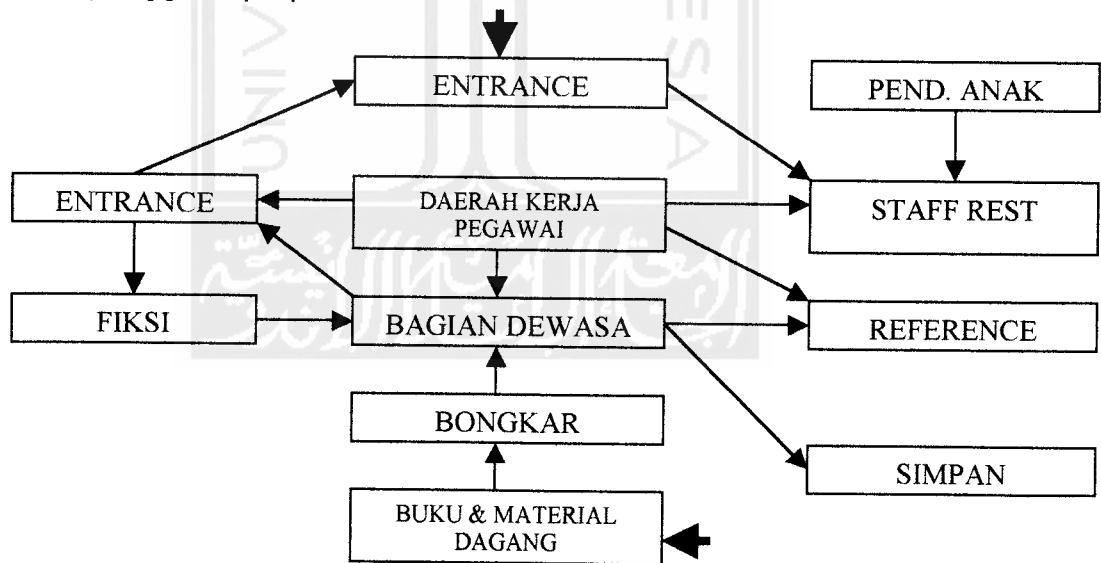 ENTRANCE
PEND. ANAK
ENTRANCE
DAERAH KERJA
PEGAWAI
STAFF REST
FIKSI
BAGIAN DEWASA
REFERENCE
BONGKAR
SIMPAN
BUKU & MATERIAL
DAGANG